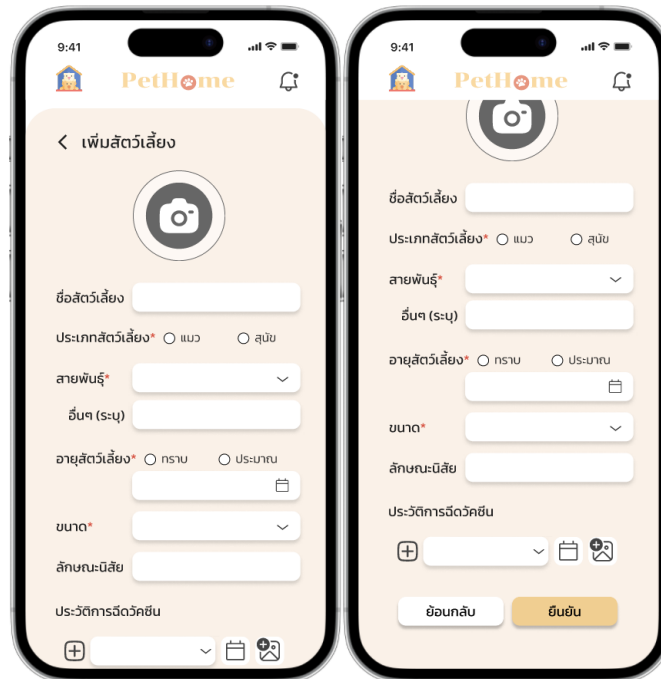 9:41
PetHome
เพิ่มสัตว์เลี้ยง
ชื่อสัตว์เลี้ยง
ประเภทสัตว์เลี้ยง* แมว สุนัข
สายพันธุ์*
อื่นๆ (ระบุ)
อายุสัตว์เลี้ยง* ทราบ ประมาณ
ขนาด*
ลักษณะนิสัย
ประวัติการฉีดวัคซีน
9:41
PetHome
ชื่อสัตว์เลี้ยง
ประเภทสัตว์เลี้ยง* แมว สุนัข
สายพันธุ์*
อื่นๆ (ระบุ)
อายุสัตว์เลี้ยง* ทราบ ประมาณ
ขนาด*
ลักษณะนิสัย
ประวัติการฉีดวัคซีน
ย้อนกลับ ยืนยัน